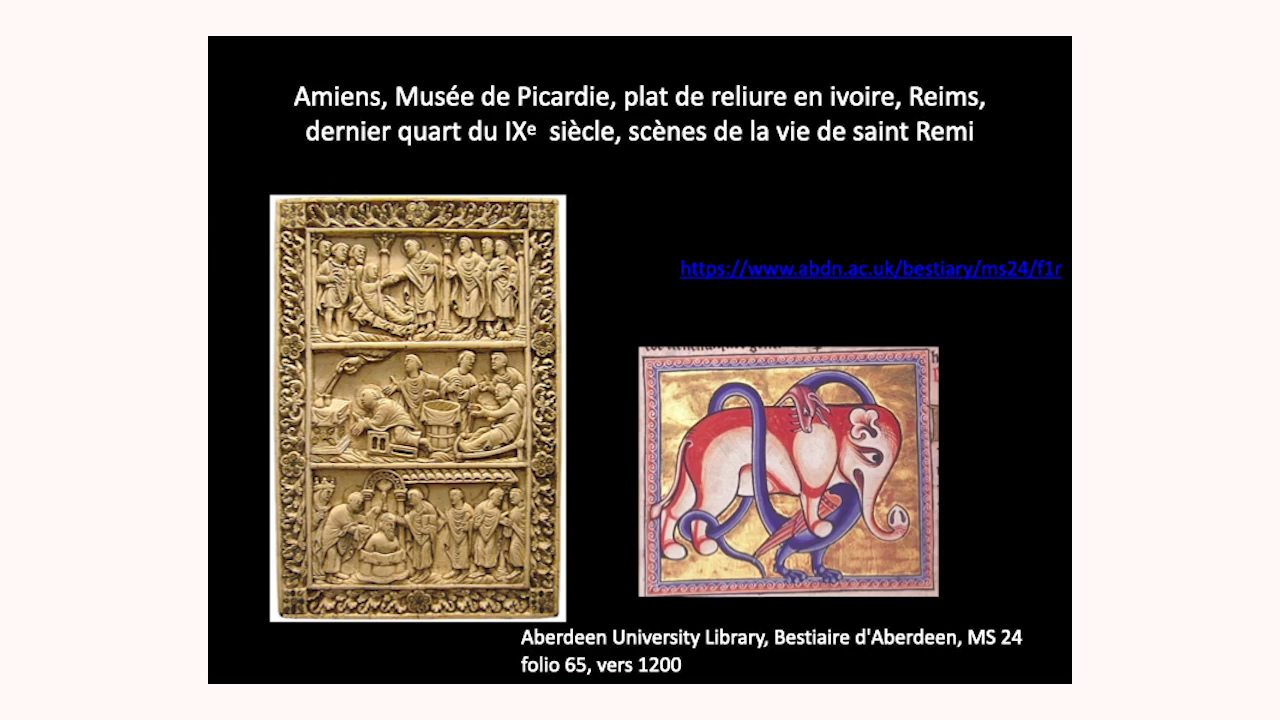 Amiens, Musée de Picardie, plat de reliure en ivoire, Reims,
dernier quart du IXe siècle, scènes de la vie de saint Remi
https://www.abdn.ac.uk/bestiary/ms24/f1r
Aberdeen University Library, Bestiaire d'Aberdeen, MS 24
folio 65, vers 1200